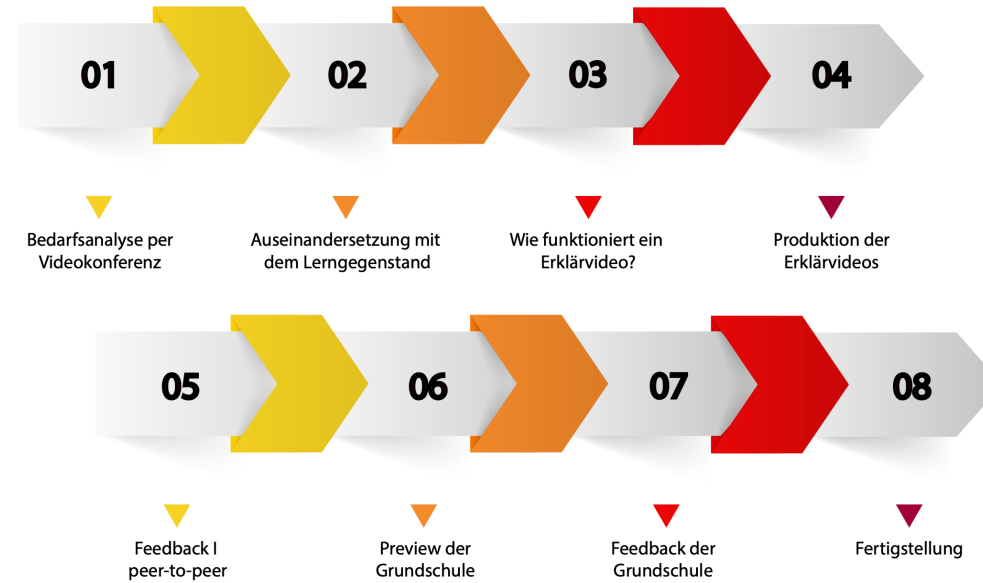 01
02
03
04
Bedarfsanalyse per
Videokonferenz
Auseinandersetzung mit
dem Lerngegenstand
Wie funktioniert ein
Erklärvideo?
Produktion der
Erklärvideos
05
06
07
08
Feedback I
peer-to-peer
Preview der
Grundschule
Feedback der
Grundschule
Fertigstellung